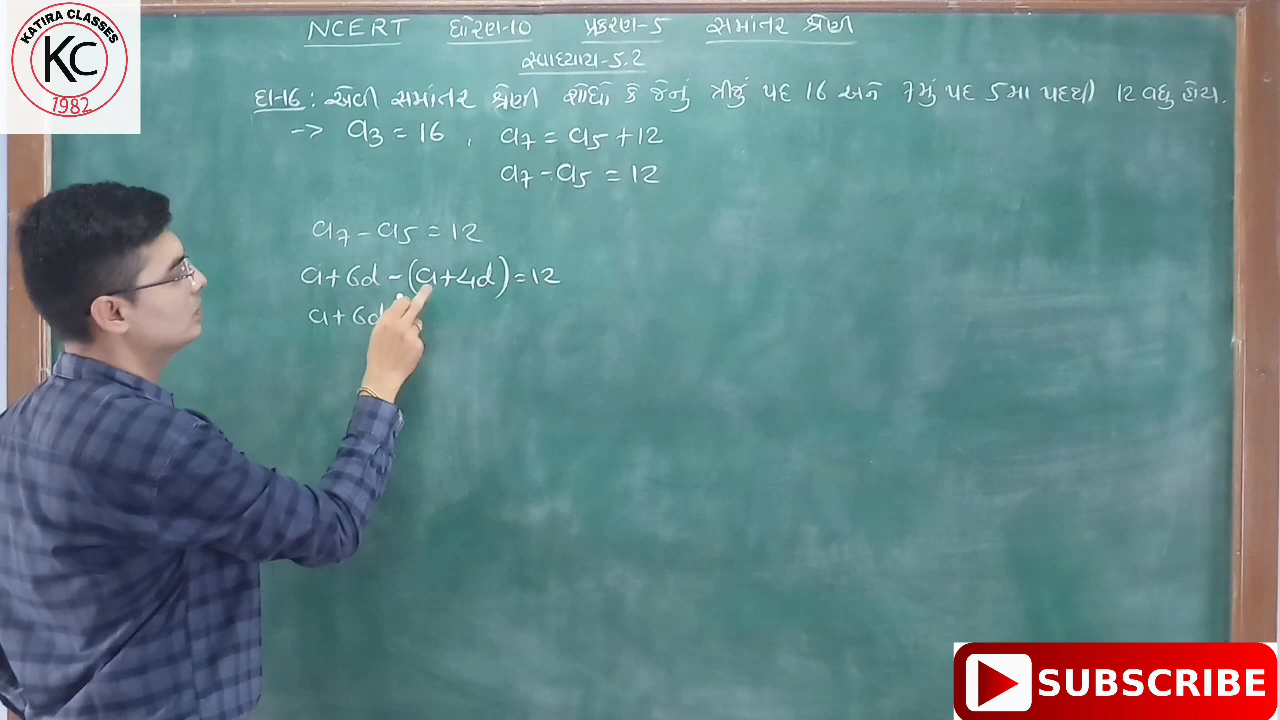 KATIRA CLASSES
KC
1982
NCERT ધોરણ-10 પ્રકરણ-5 સમાંતર શ્રેણી
સ્વાધ્યાય-5.2
દા-16 : એવી સમાંતર શ્રેણી શોધો કે જેનું ત્રીજું પદ 16 અને 7મું પદ 5મા પદથી 12 વધુ હોય.
-> a₃ = 16 , a₇ = a₅ + 12
a₇ - a₅ = 12
a₇ - a₅ = 12
a + 6d - (a + 4d) = 12
a + 6d
SUBSCRIBE